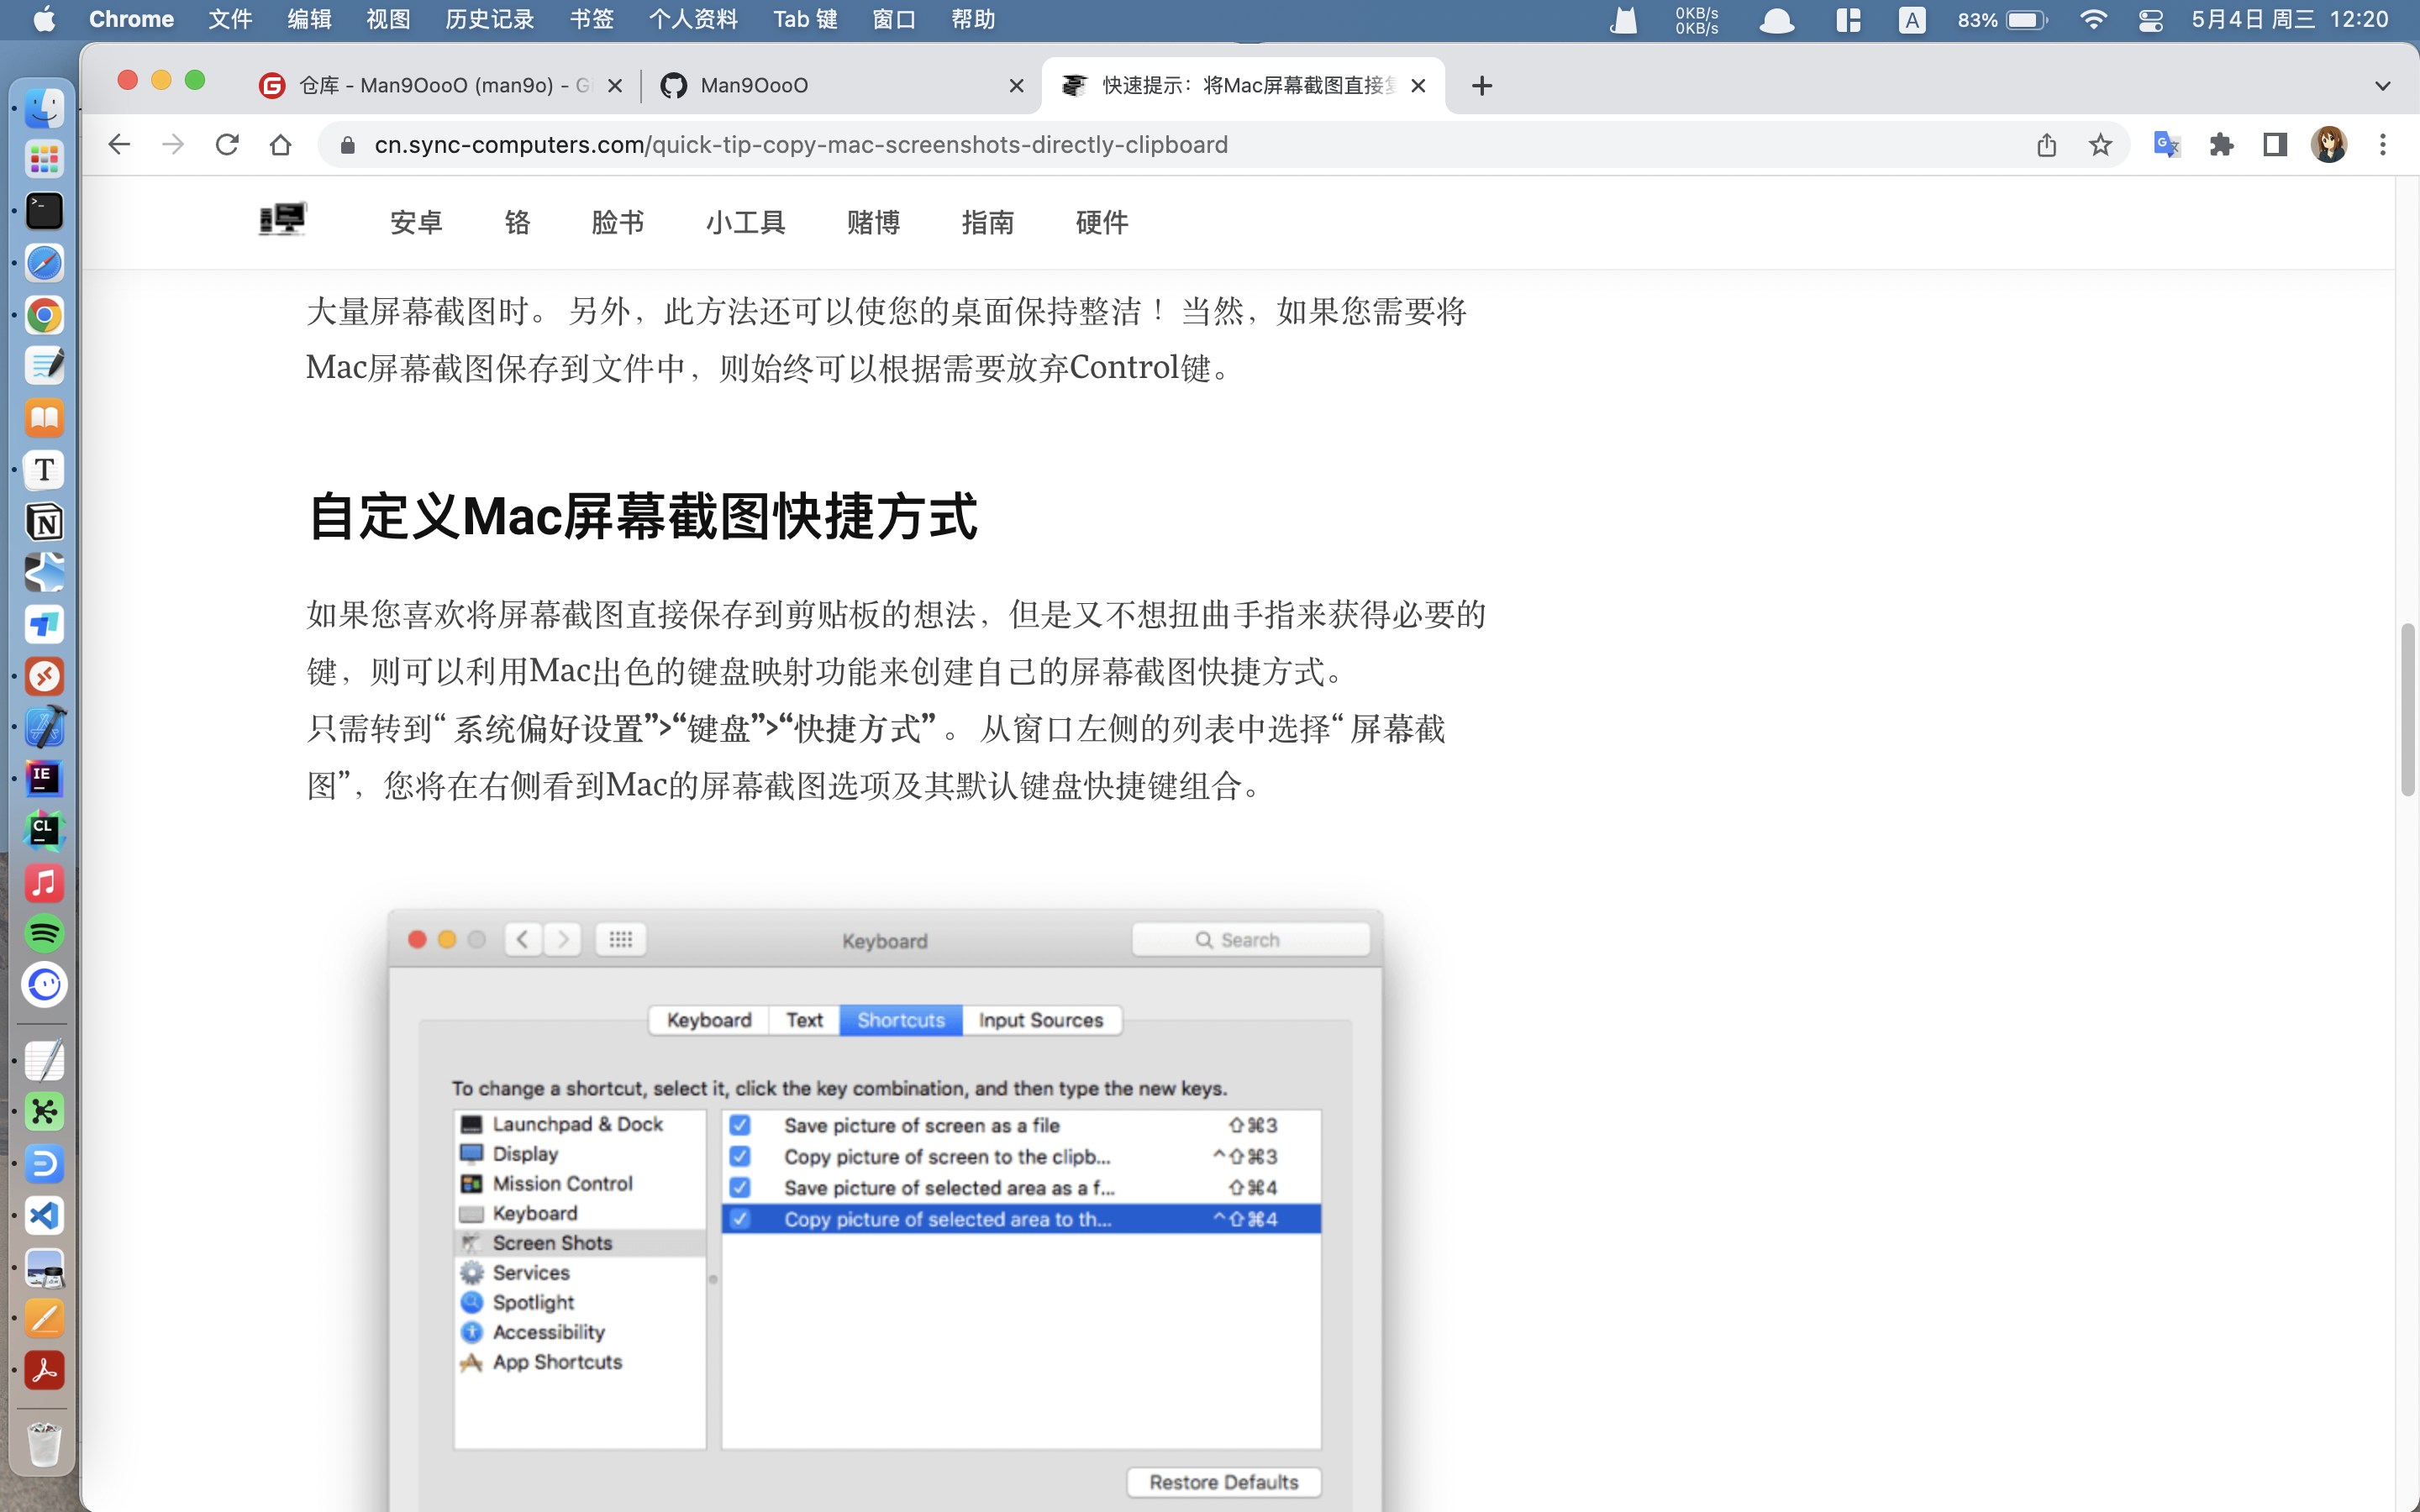 Chrome 文件 编辑 视图 历史记录 书签 个人资料 Tab 键 窗口 帮助 0KB/s 0KB/s A 83% 5月4日 周三 12:20
仓库 - Man9OooO (man9o) - G Man9OooO 快速提示：将Mac屏幕截图直接
cn.sync-computers.com/quick-tip-copy-mac-screenshots-directly-clipboard
安卓 铬 脸书 小工具 赌博 指南 硬件
大量屏幕截图时。 另外，此方法还可以使您的桌面保持整洁！ 当然，如果您需要将
Mac屏幕截图保存到文件中，则始终可以根据需要放弃Control键。
自定义Mac屏幕截图快捷方式
如果您喜欢将屏幕截图直接保存到剪贴板的想法，但是又不想扭曲手指来获得必要的
键，则可以利用Mac出色的键盘映射功能来创建自己的屏幕截图快捷方式。
只需转到“ 系统偏好设置”>“键盘”>“快捷方式” 。 从窗口左侧的列表中选择“ 屏幕截
图”，您将在右侧看到Mac的屏幕截图选项及其默认键盘快捷键组合。
Keyboard Search
Keyboard Text Shortcuts Input Sources
To change a shortcut, select it, click the key combination, and then type the new keys.
Launchpad & Dock
Display
Mission Control
Keyboard
Screen Shots
Services
Spotlight
Accessibility
App Shortcuts
Save picture of screen as a file ⇧⌘3
Copy picture of screen to the clipb... ^⇧⌘3
Save picture of selected area as a f... ⇧⌘4
Copy picture of selected area to th... ^⇧⌘4
Restore Defaults